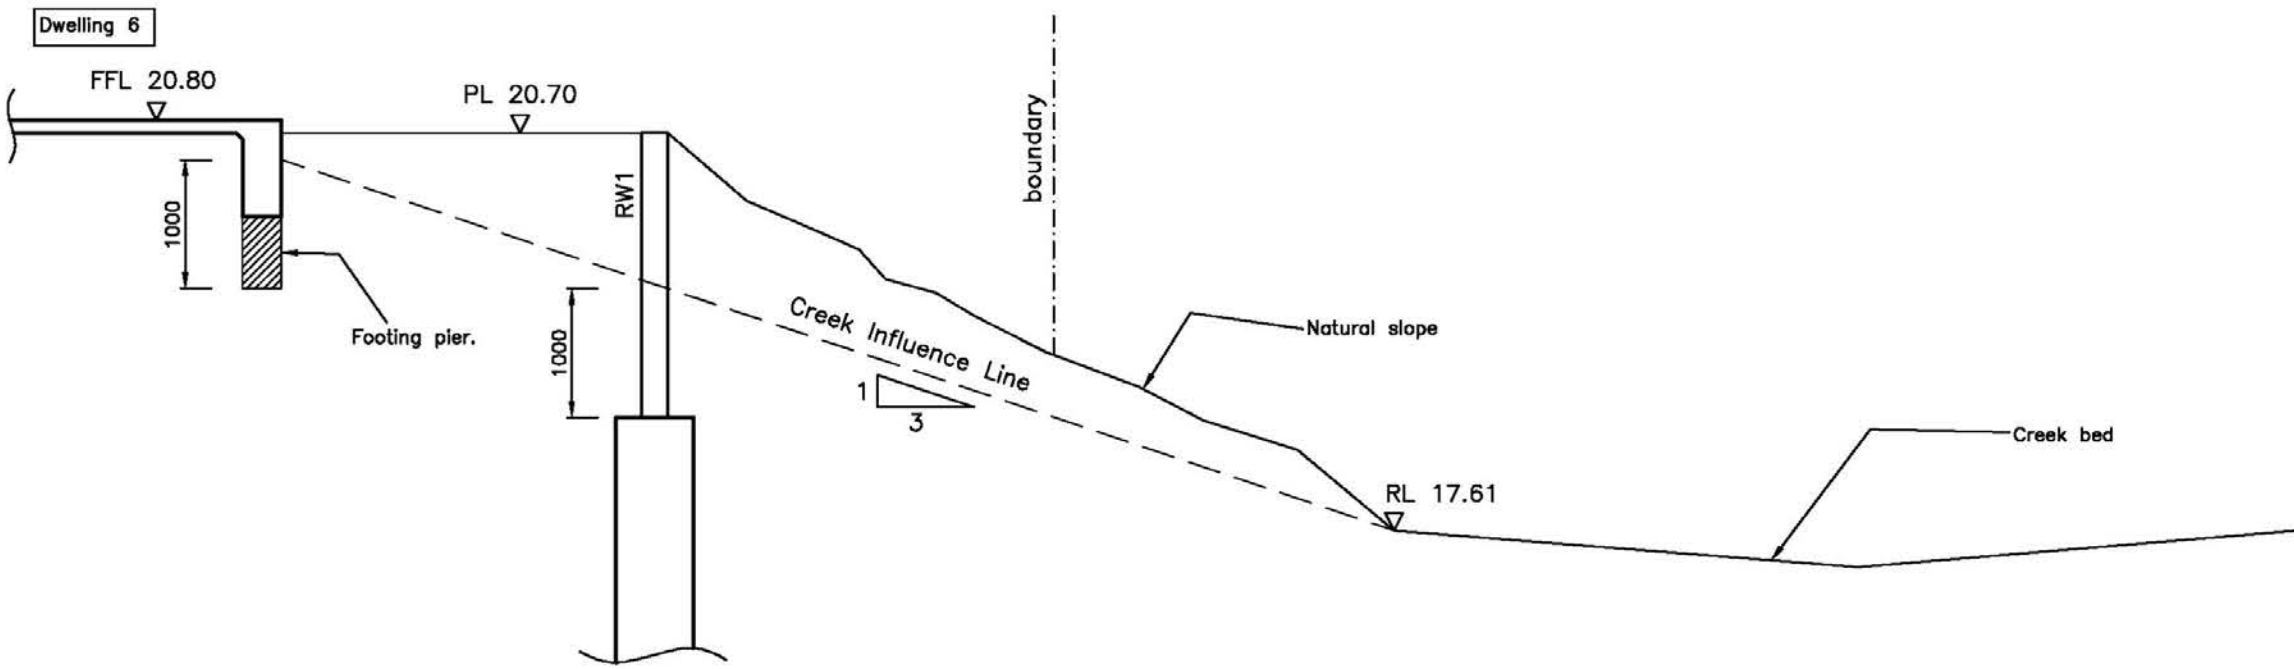 Dwelling 6
FFL 20.80
PL 20.70
boundary
RW1
1000
Footing pier.
1000
Creek Influence Line
1
3
Natural slope
RL 17.61
Creek bed